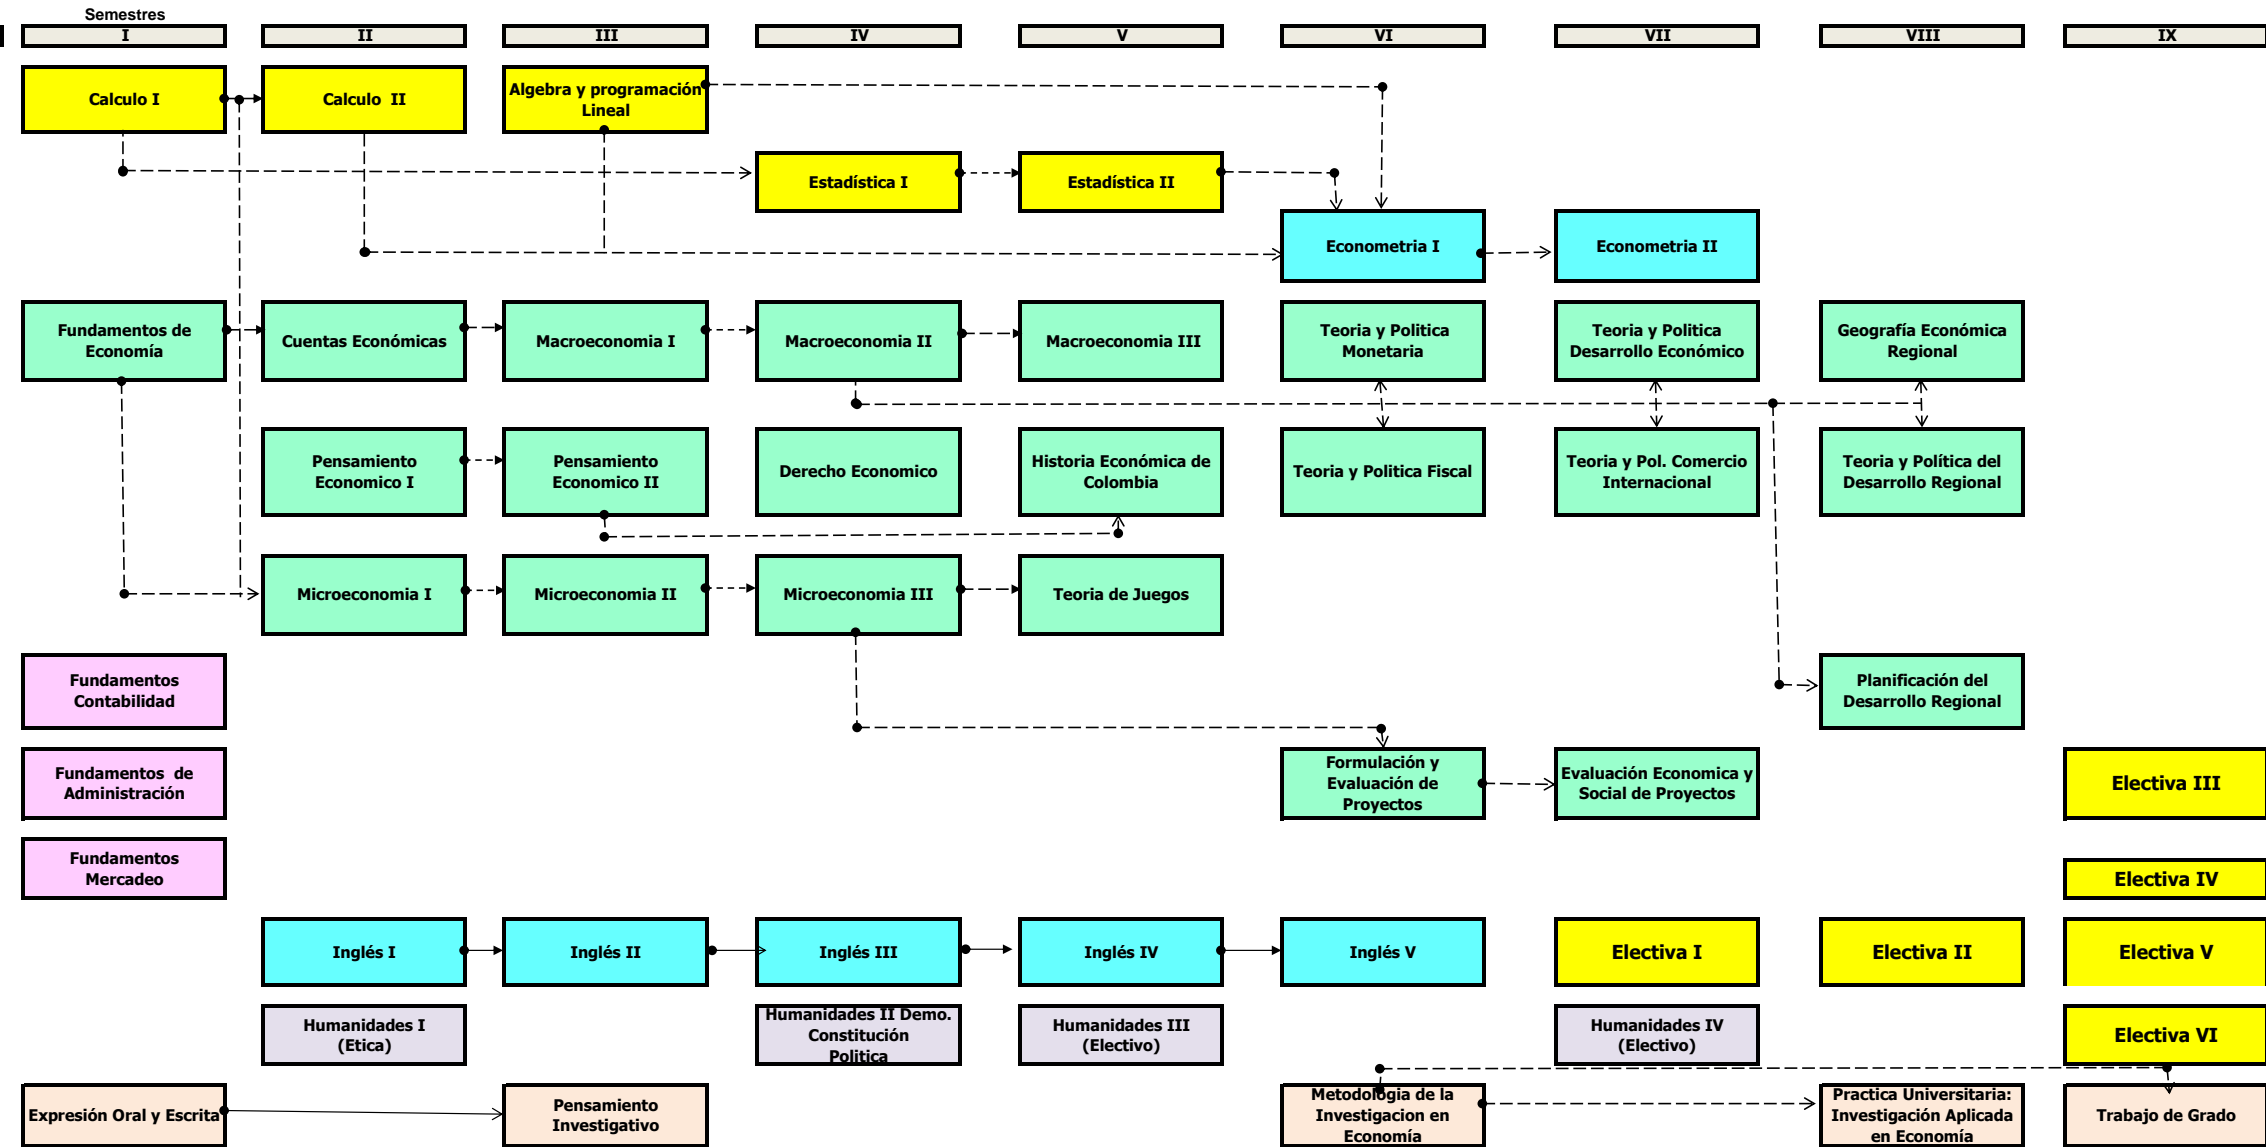 Semestres
I
II
III
IV
V
VI
VII
VIII
IX
Calculo I
Calculo  II
Algebra y programación
Lineal
Estadística I
Estadística II
Econometria I
Econometria II
Fundamentos de
Economía
Cuentas Económicas
Macroeconomia I
Macroeconomia II
Macroeconomia III
Teoria y Politica
Monetaria
Teoria y Politica
Desarrollo Económico
Geografía Económica
Regional
Pensamiento
Economico I
Pensamiento
Economico II
Derecho Economico
Historia Económica de
Colombia
Teoria y Politica Fiscal
Teoria y Pol. Comercio
Internacional
Teoría y Política del
Desarrollo Regional
Microeconomia I
Microeconomia II
Microeconomia III
Teoria de Juegos
Fundamentos
Contabilidad
Planificación del
Desarrollo Regional
Fundamentos  de
Administración
Formulación y
Evaluación de
Proyectos
Evaluación Economica y
Social de Proyectos
Electiva III
Fundamentos
Mercadeo
Electiva IV
Inglés I
Inglés II
Inglés III
Inglés IV
Inglés V
Electiva I
Electiva II
Electiva V
Humanidades I
(Etica)
Humanidades II Demo.
Constitución
Politica
Humanidades III
(Electivo)
Humanidades IV
(Electivo)
Electiva VI
Expresión Oral y Escrita
Pensamiento
Investigativo
Metodologia de la
Investigacion en
Economía
Practica Universitaria:
Investigación Aplicada
en Economía
Trabajo de Grado